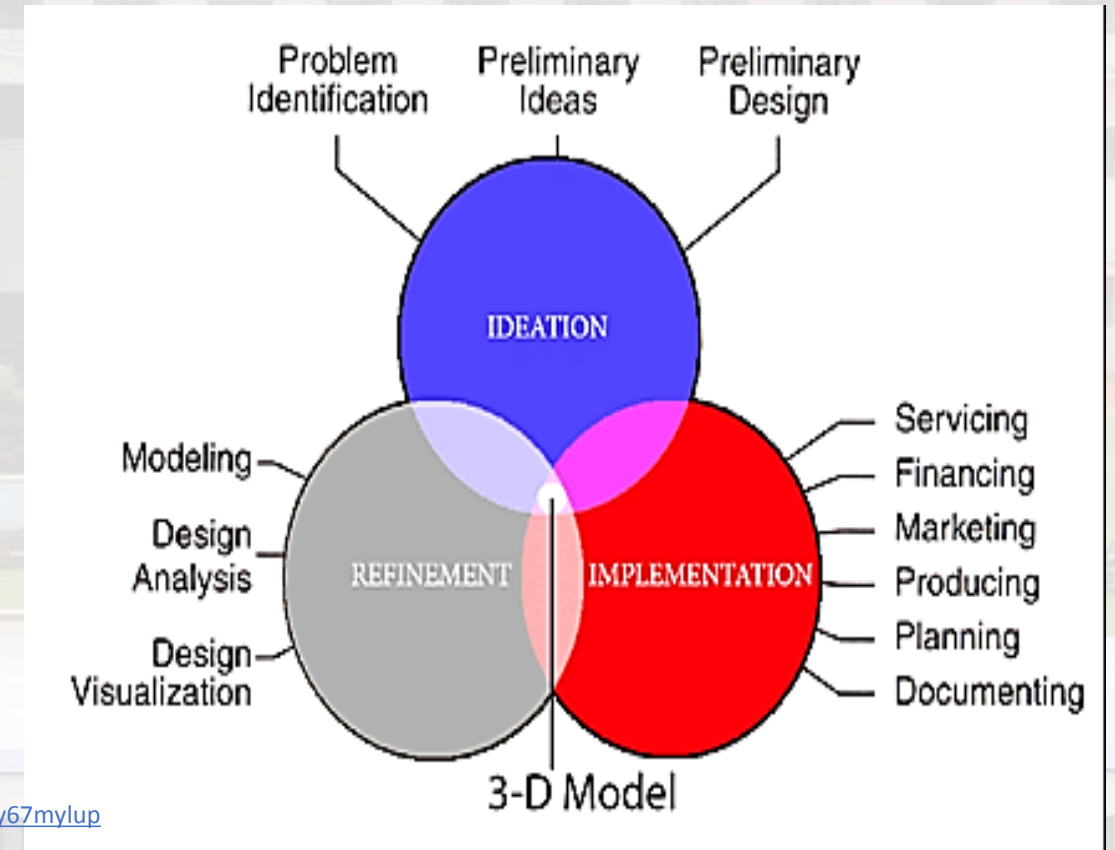 Problem
Identification
Preliminary
Ideas
Preliminary
Design
IDEATION
Modeling
Design
Analysis
Design
Visualization
REFINEMENT
IMPLEMENTATION
Servicing
Financing
Marketing
Producing
Planning
Documenting
3-D Model
y67mylup